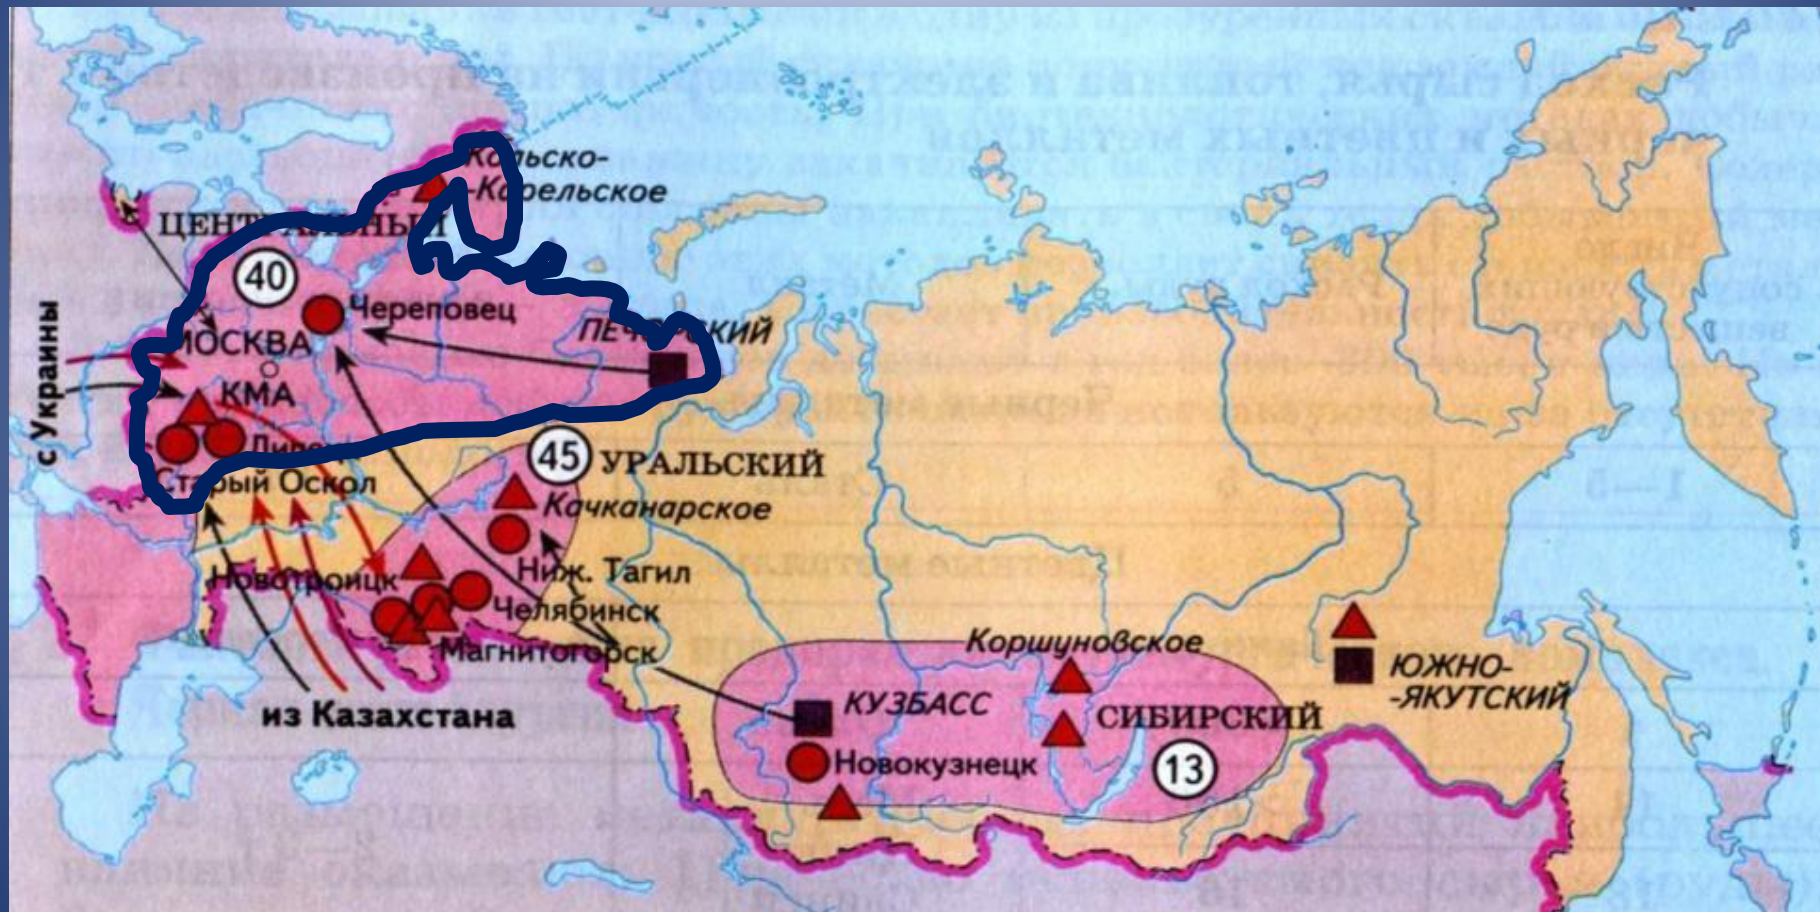 Кольско-
-Карельское
ЦЕНТРАЛЬНЫЙ
40
Череповец
ПЕЧОРСКИЙ
МОСКВА
КМА
с Украины
Липецк
Старый Оскол
45
УРАЛЬСКИЙ
Качканарское
Ниж. Тагил
Новотроицк
Челябинск
Магнитогорск
из Казахстана
Коршуновское
КУЗБАСС
СИБИРСКИЙ
Новокузнецк
13
ЮЖНО-
-ЯКУТСКИЙ